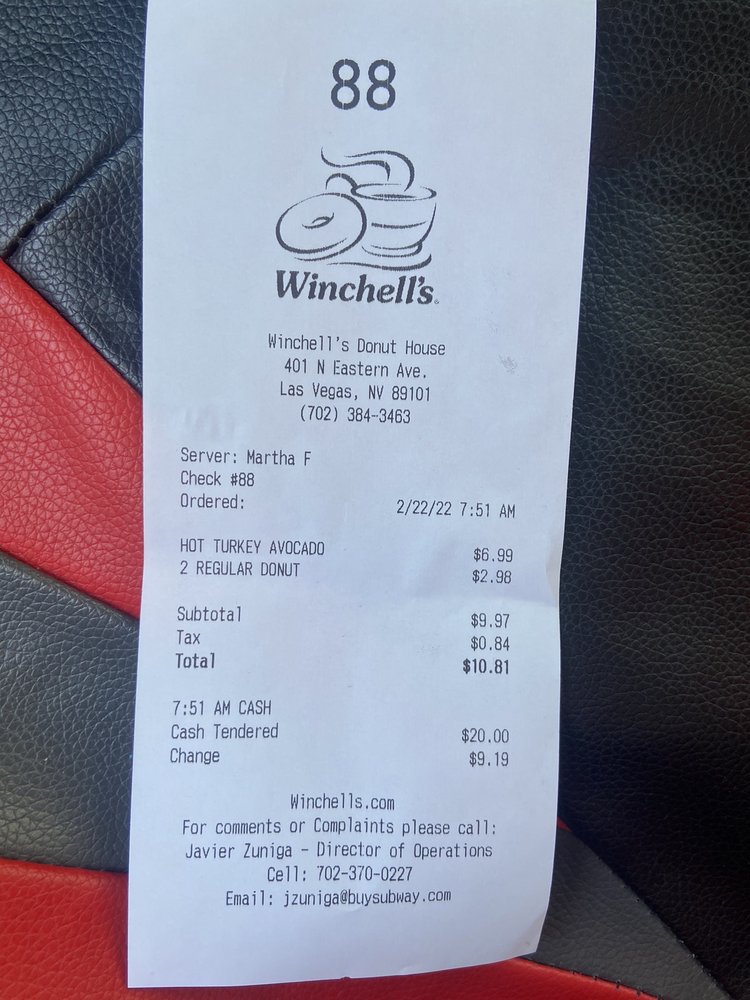 88
Winchell's
Winchell's Donut House
401 N Eastern Ave.
Las Vegas, NV 89101
(702) 384-3463
Server: Martha F
Check #88
Ordered: 2/22/22 7:51 AM
HOT TURKEY AVOCADO $6.99
2 REGULAR DONUT $2.98
Subtotal $9.97
Tax $0.84
Total $10.81
7:51 AM CASH
Cash Tendered $20.00
Change $9.19
Winchells.com
For comments or Complaints please call:
Javier Zuniga - Director of Operations
Cell: 702-370-0227
Email: jzuniga@buysubway.com